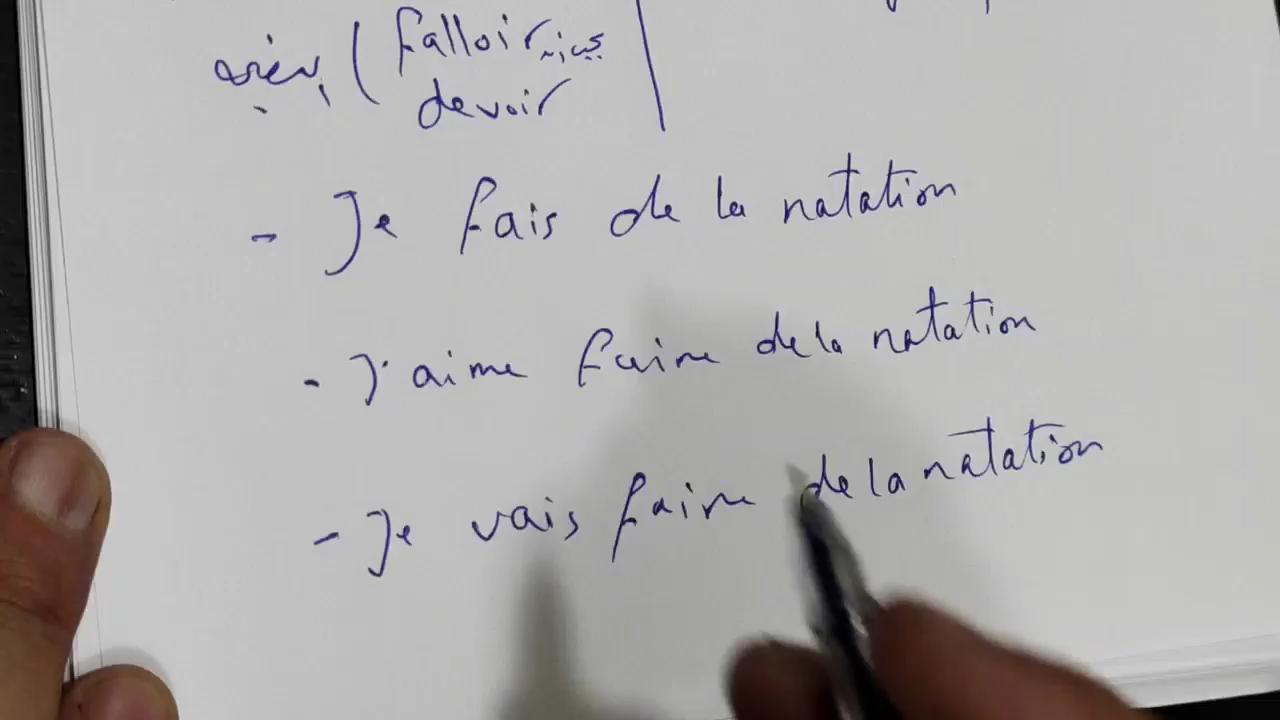 falloir
devoir
- Je fais de la natation
- J'aime faire de la natation
- Je vais faire de la natation